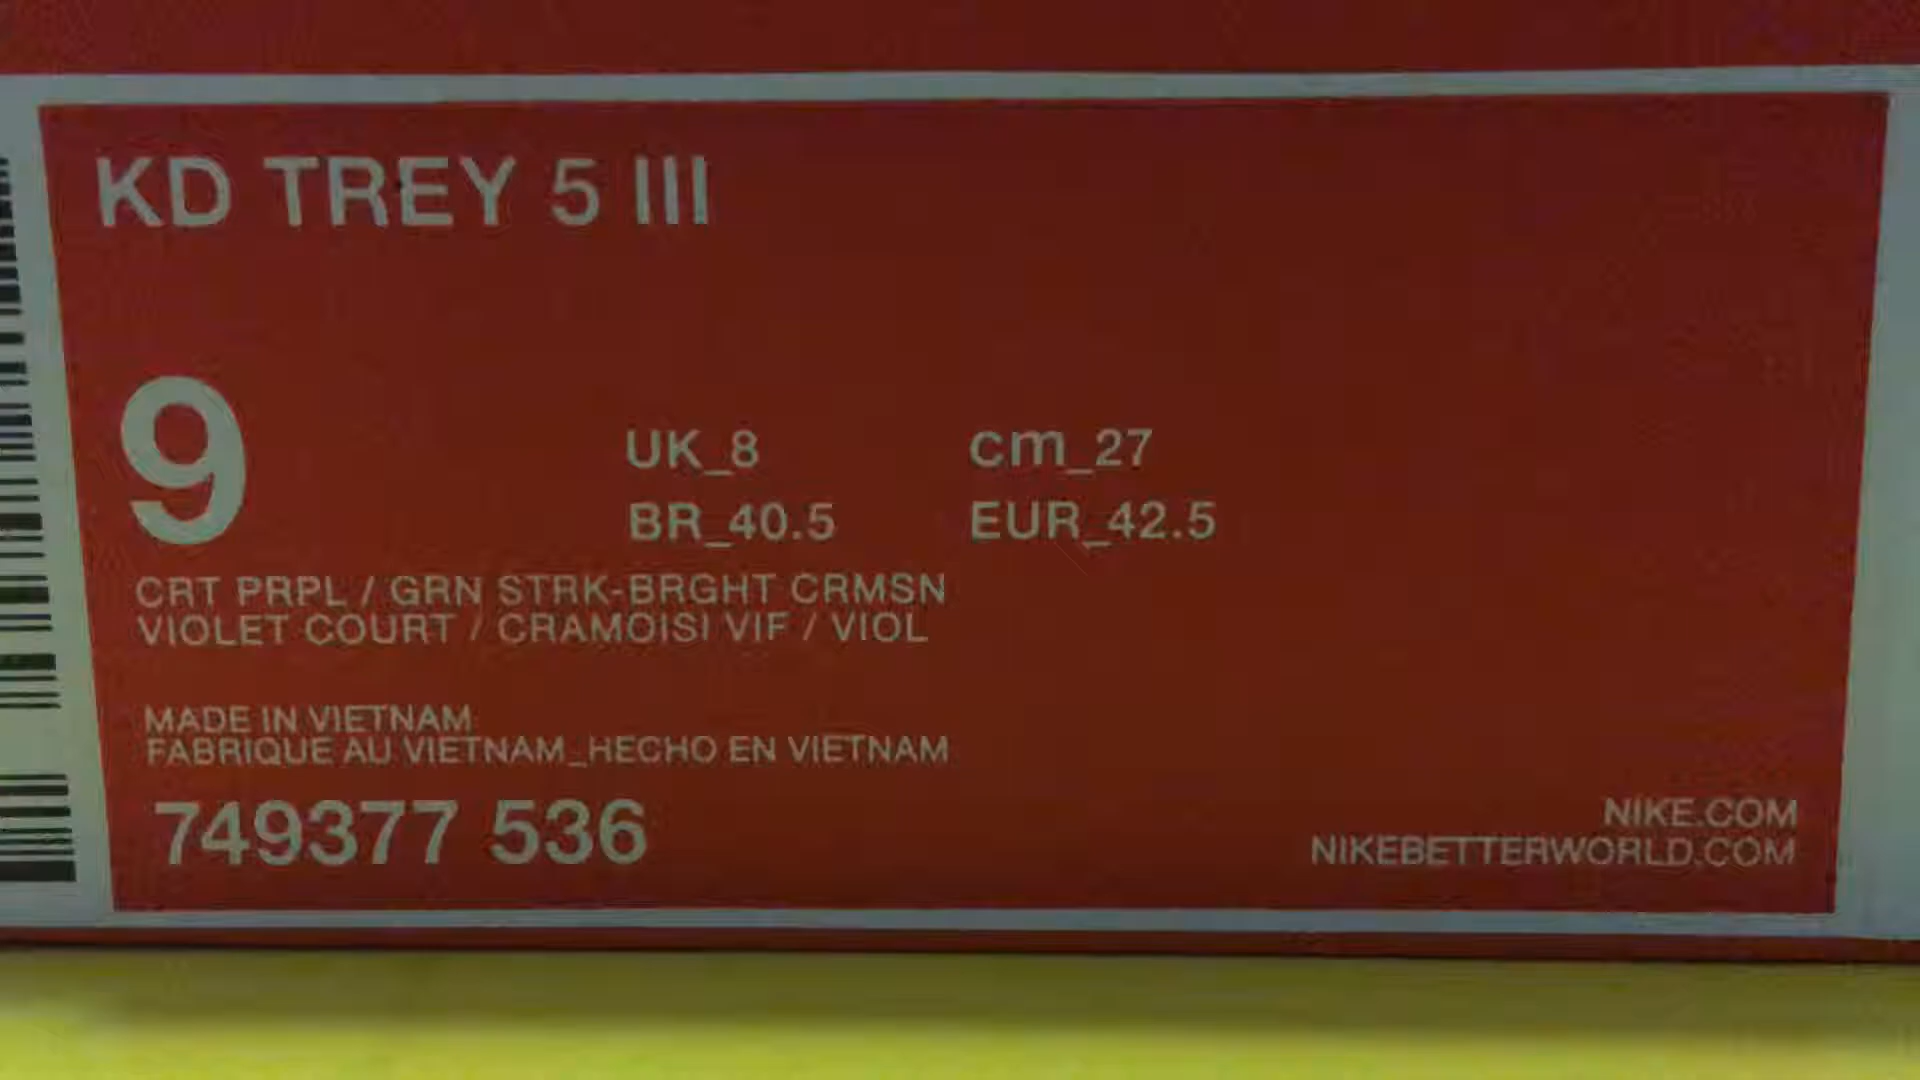 KD TREY 5 III
9
UK_8 cm_27
BR_40.5 EUR_42.5
CRT PRPL / GRN STRK-BRGHT CRMSN
VIOLET COURT / CRAMOISI VIF / VIOL
MADE IN VIETNAM
FABRIQUE AU VIETNAM_HECHO EN VIETNAM
749377 536
NIKE.COM
NIKEBETTERWORLD.COM